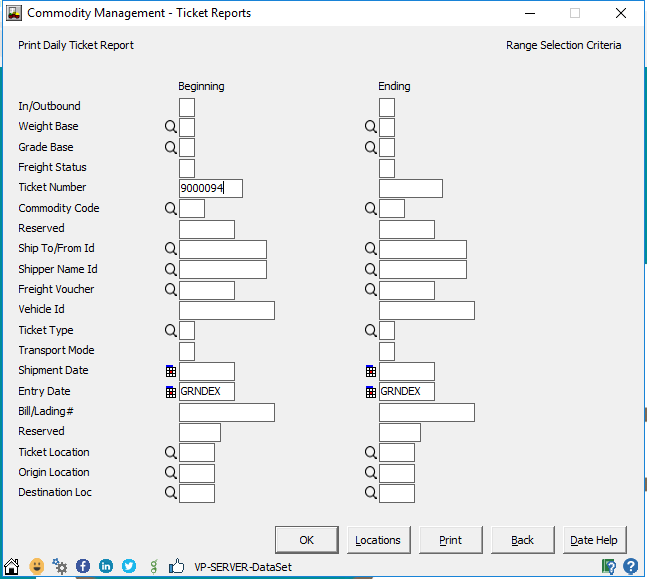 Commodity Management - Ticket Reports
Print Daily Ticket Report Range Selection Criteria
Beginning Ending
In/Outbound
Weight Base
Grade Base
Freight Status
Ticket Number 9000094
Commodity Code
Reserved
Ship To/From Id
Shipper Name Id
Freight Voucher
Vehicle Id
Ticket Type
Transport Mode
Shipment Date
Entry Date GRNDEX GRNDEX
Bill/Lading#
Reserved
Ticket Location
Origin Location
Destination Loc
OK Locations Print Back Date Help
VP-SERVER-DataSet